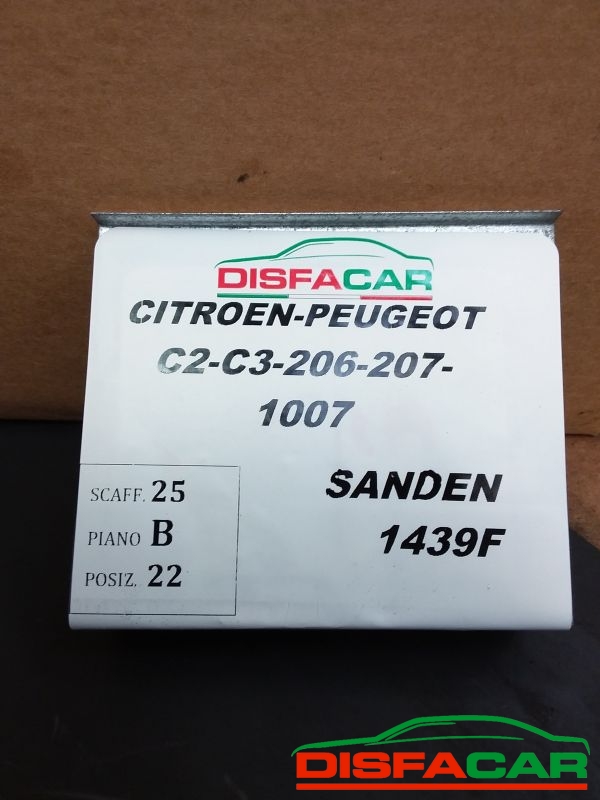 DISFACAR
CITROEN-PEUGEOT
C2-C3-206-207-
1007
SANDEN
1439F
SCAFF. 25
PIANO B
POSIZ. 22
DISFACAR